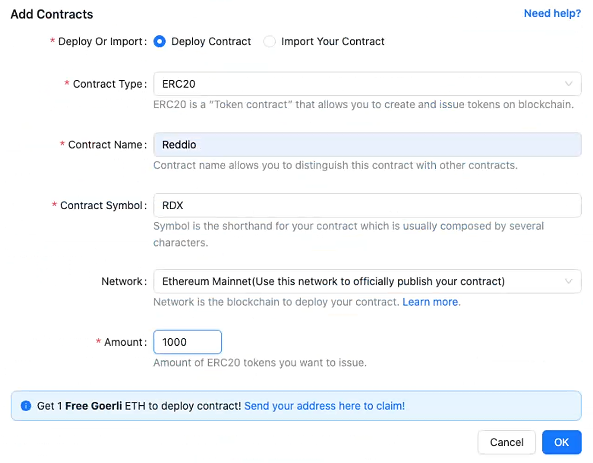 Add Contracts
Need help?
* Deploy Or Import: Deploy Contract Import Your Contract
* Contract Type: ERC20
ERC20 is a "Token contract" that allows you to create and issue tokens on blockchain.
* Contract Name: Reddio
Contract name allows you to distinguish this contract with other contracts.
* Contract Symbol: RDX
Symbol is the shorthand for your contract which is usually composed by several
characters.
Network: Ethereum Mainnet(Use this network to officially publish your contract)
Network is the blockchain to deploy your contract. Learn more.
* Amount: 1000
Amount of ERC20 tokens you want to issue.
Get 1 Free Goerli ETH to deploy contract! Send your address here to claim!
Cancel OK